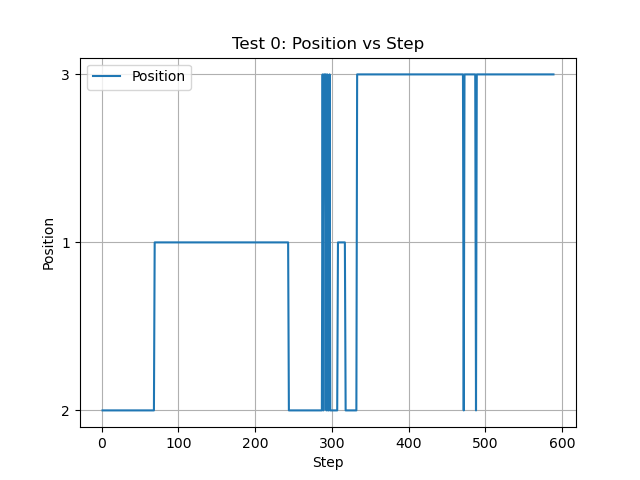 Test 0: Position vs Step
Position
3
1
2
Position
0 100 200 300 400 500 600
Step